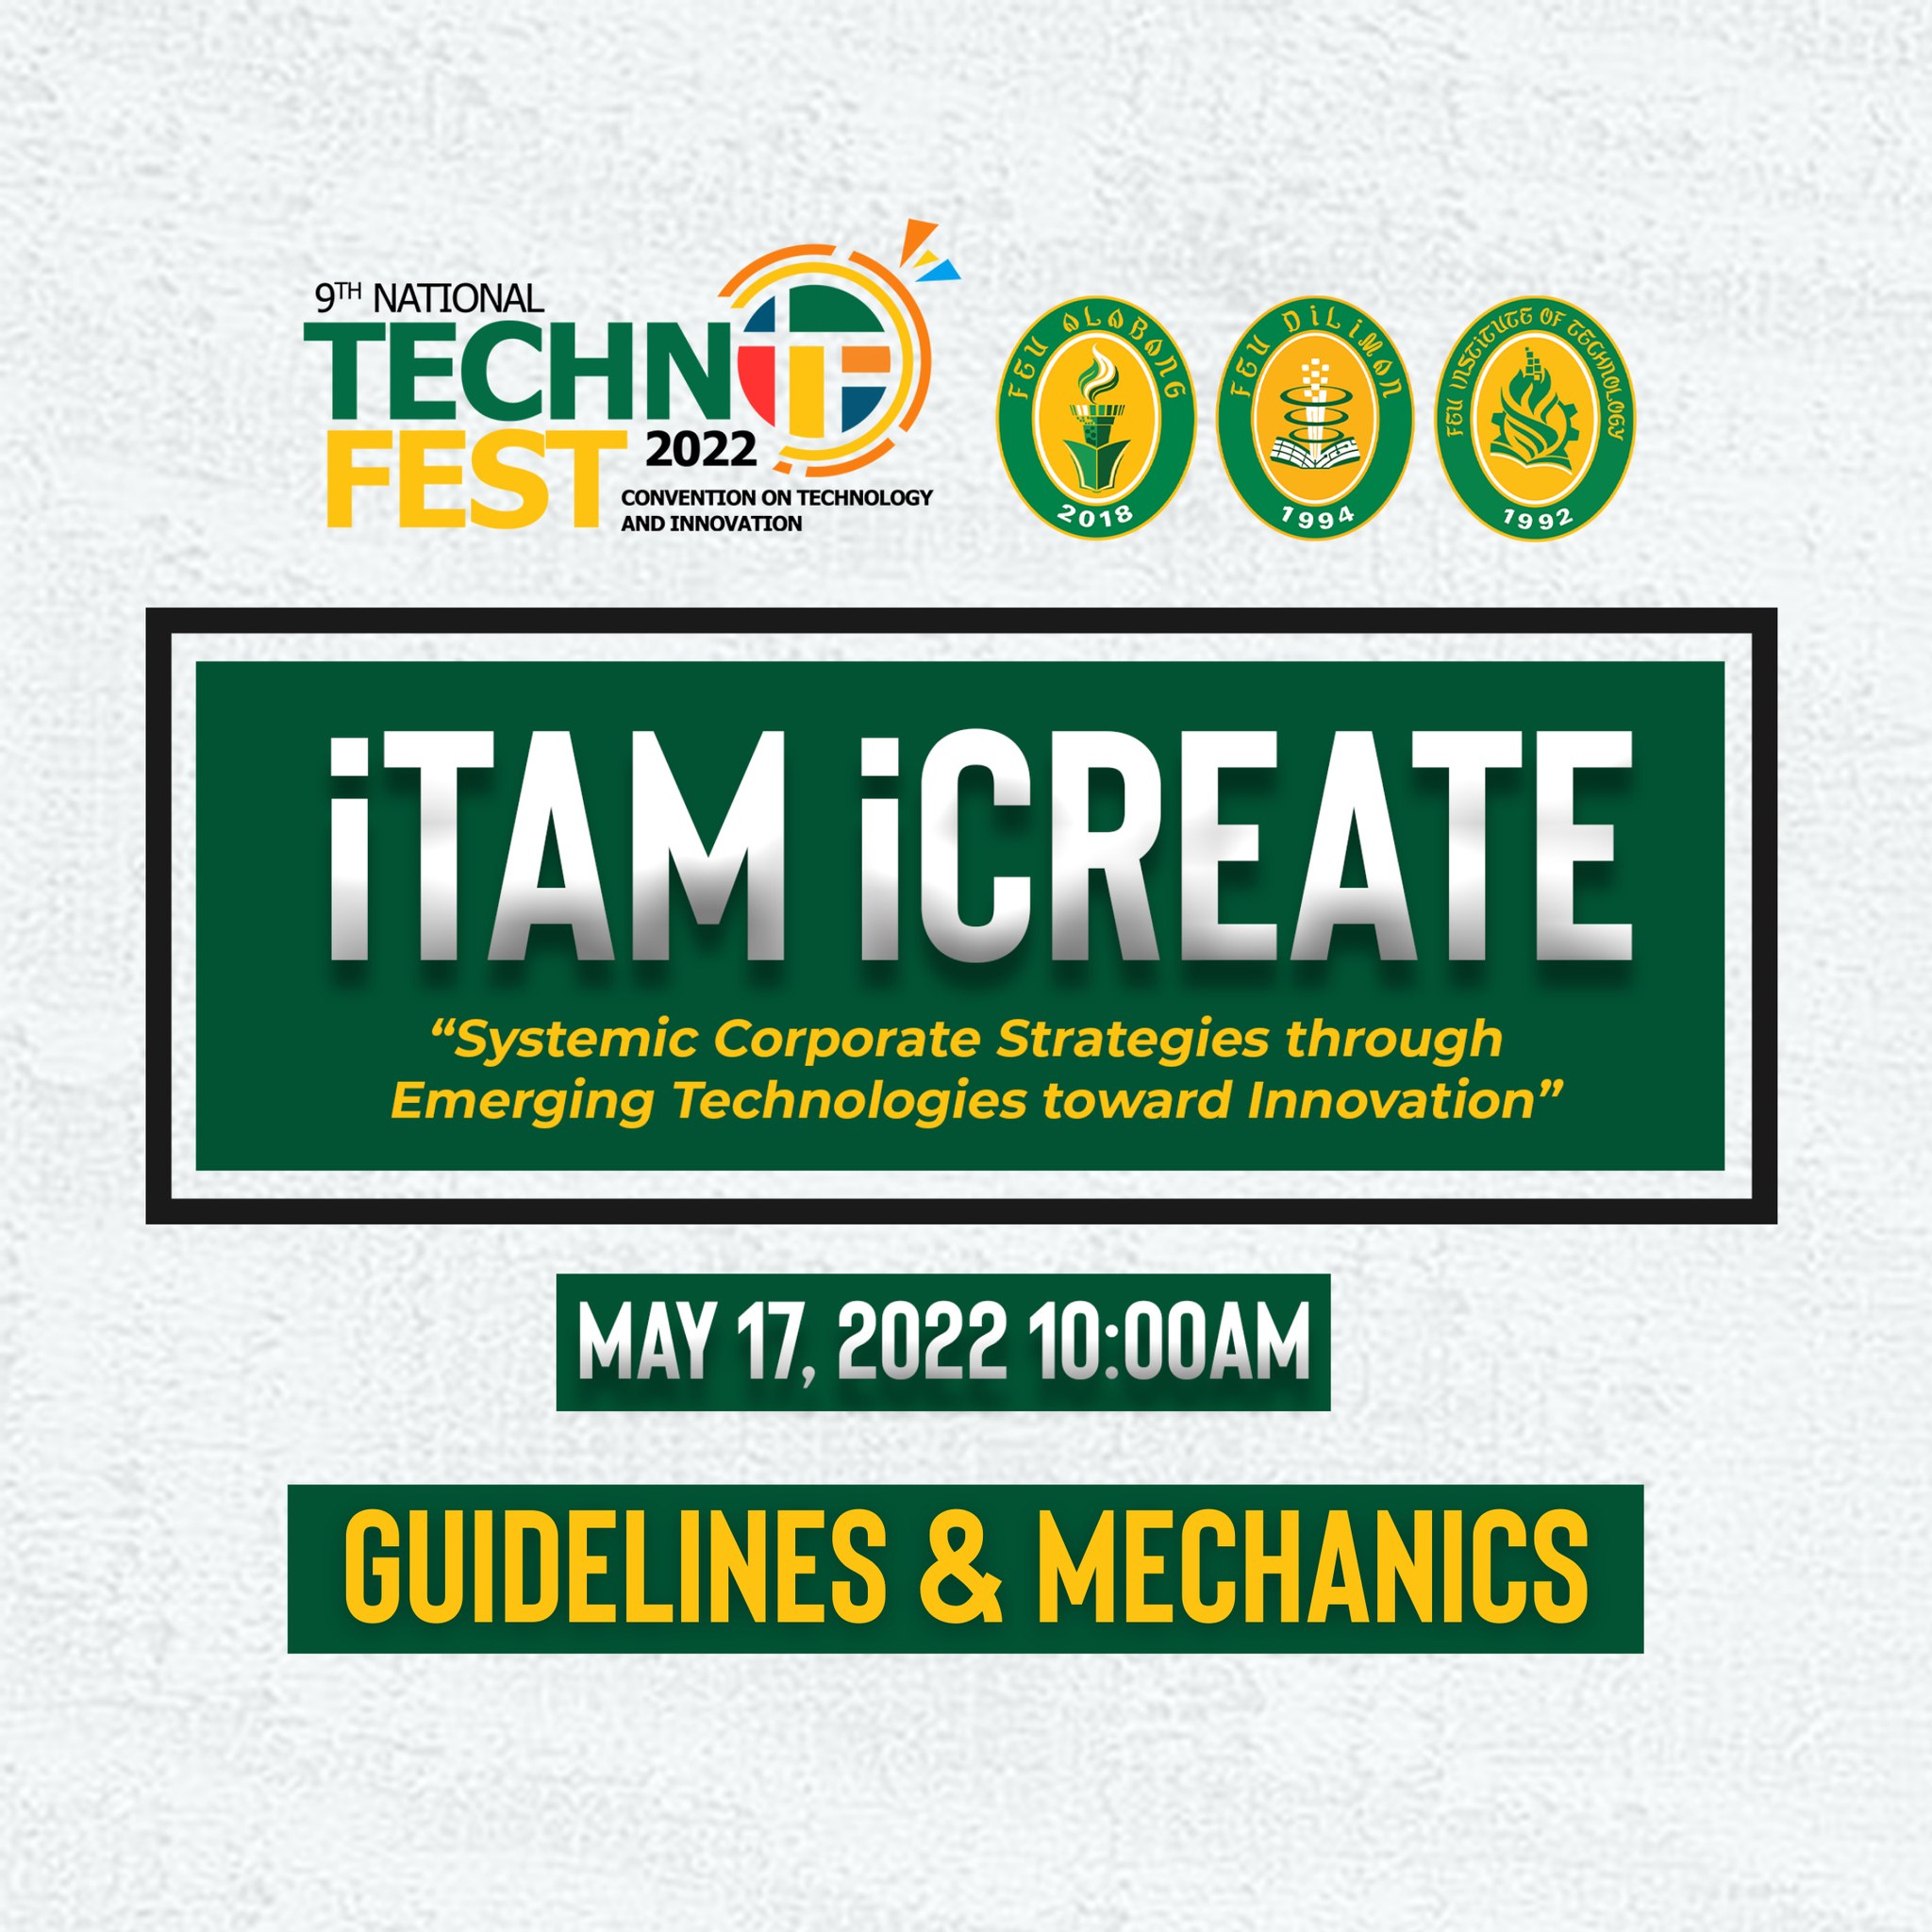 9TH NATIONAL
TECHNO
FEST 2022
CONVENTION ON TECHNOLOGY
AND INNOVATION
FEU ALABANG
2018
FEU DiLiMAN
1994
FEU INSTiTUTE OF TECHNOLOGY
1992
iTAM iCREATE
“Systemic Corporate Strategies through
Emerging Technologies toward Innovation”
MAY 17, 2022 10:00AM
GUIDELINES & MECHANICS